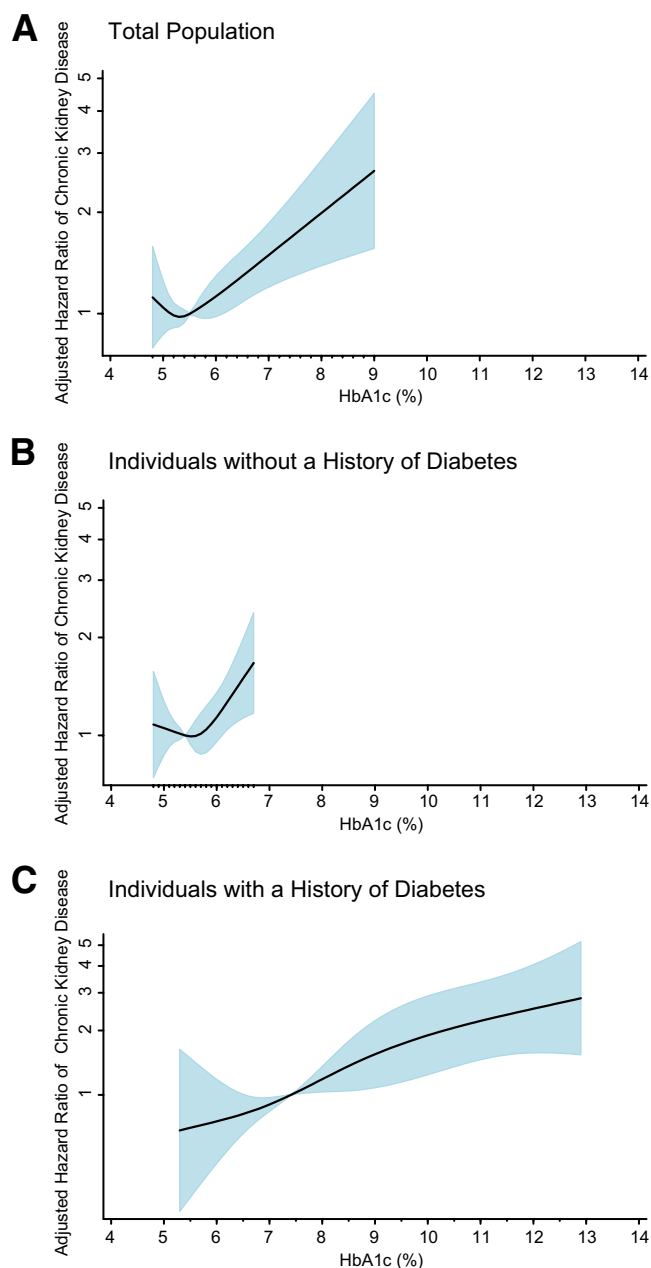 A
Total Population
Adjusted Hazard Ratio of Chronic Kidney Disease
5
4
3
2
1
4 5 6 7 8 9 10 11 12 13 14
HbA1c (%)
B
Individuals without a History of Diabetes
Adjusted Hazard Ratio of Chronic Kidney Disease
5
4
3
2
1
4 5 6 7 8 9 10 11 12 13 14
HbA1c (%)
C
Individuals with a History of Diabetes
Adjusted Hazard Ratio of Chronic Kidney Disease
5
4
3
2
1
4 5 6 7 8 9 10 11 12 13 14
HbA1c (%)